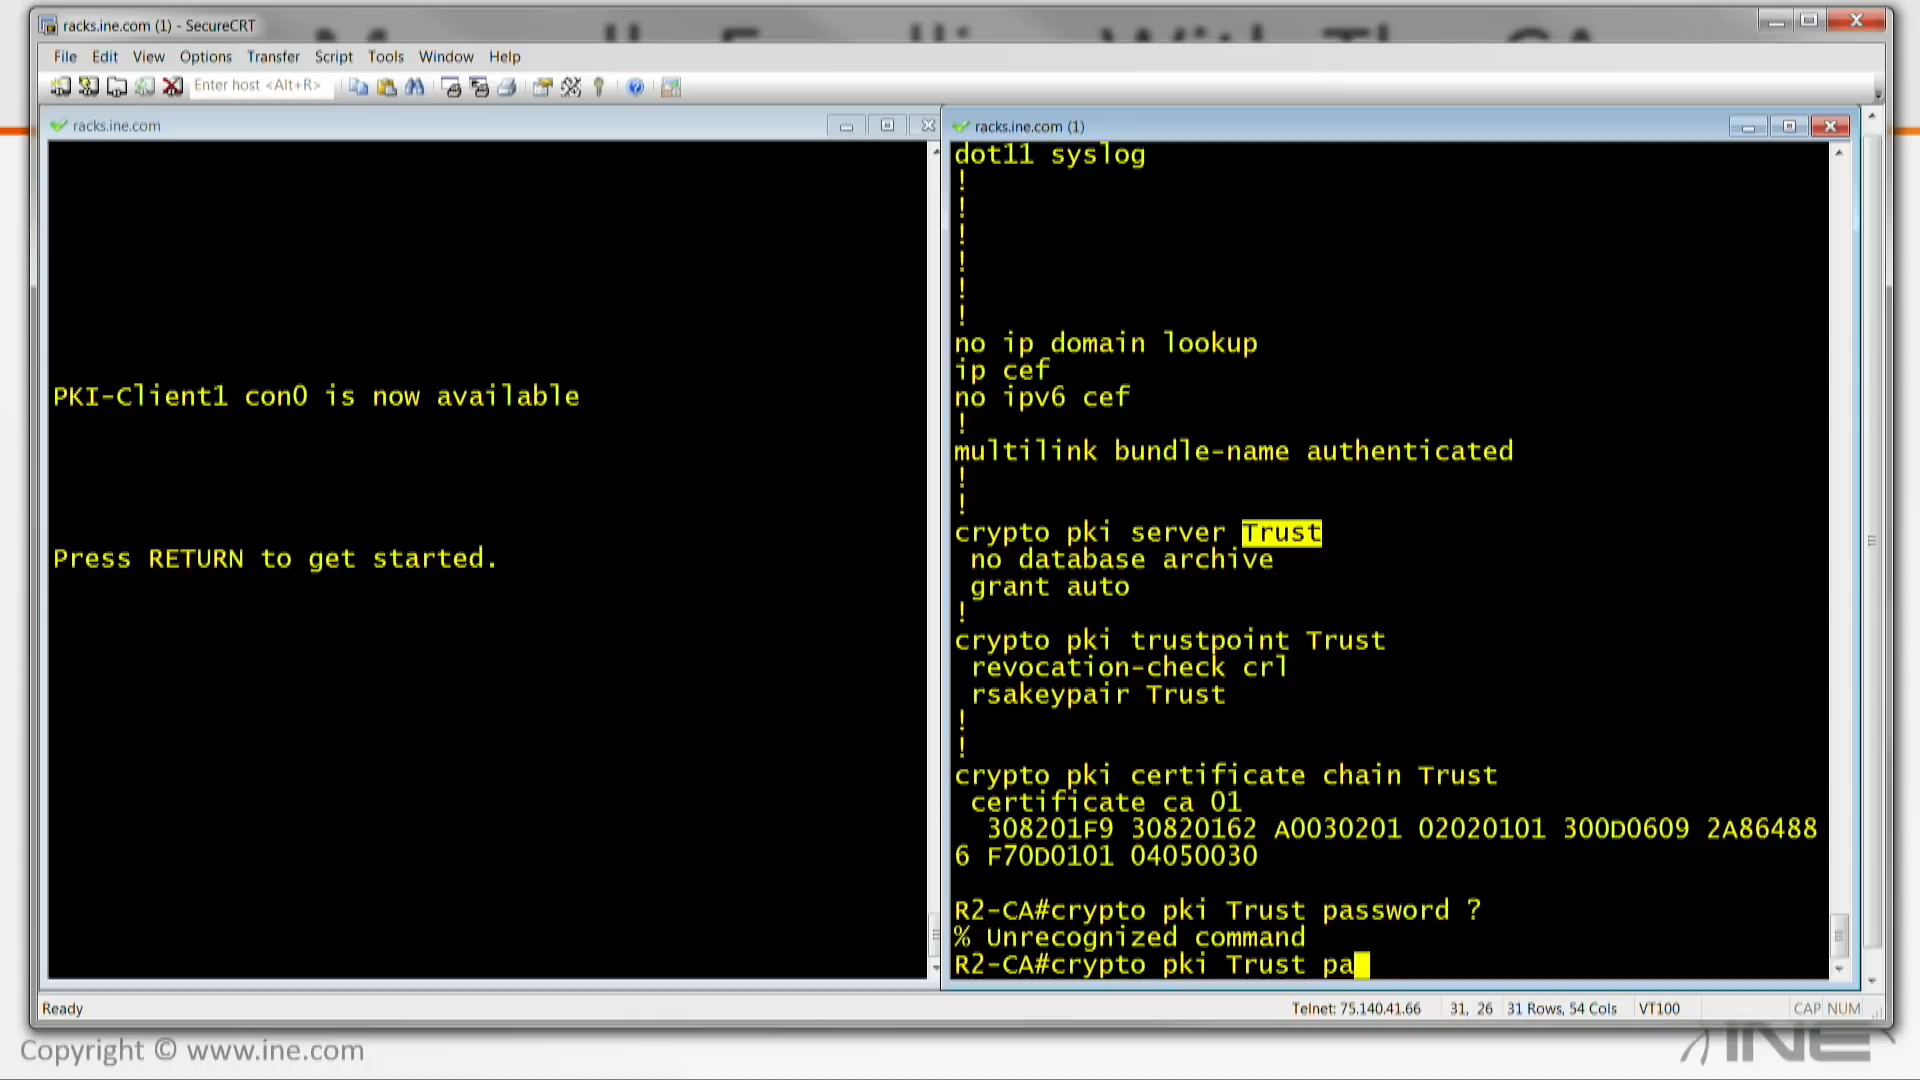 racks.ine.com (1) - SecureCRT
File Edit View Options Transfer Script Tools Window Help
Enter host <Alt+R>
racks.ine.com
PKI-Client1 con0 is now available
Press RETURN to get started.
racks.ine.com (1)
dot11 syslog
!
!
!
!
!
!
no ip domain lookup
ip cef
no ipv6 cef
!
multilink bundle-name authenticated
!
!
crypto pki server Trust
no database archive
grant auto
!
crypto pki trustpoint Trust
revocation-check crl
rsakeypair Trust
!
!
crypto pki certificate chain Trust
certificate ca 01
308201F9 30820162 A0030201 02020101 300D0609 2A86488
6 F70D0101 04050030
R2-CA#crypto pki Trust password ?
% Unrecognized command
R2-CA#crypto pki Trust pa
Ready
Telnet: 75.140.41.66 31, 26 31 Rows, 54 Cols VT100 CAP NUM
Copyright © www.ine.com
INE